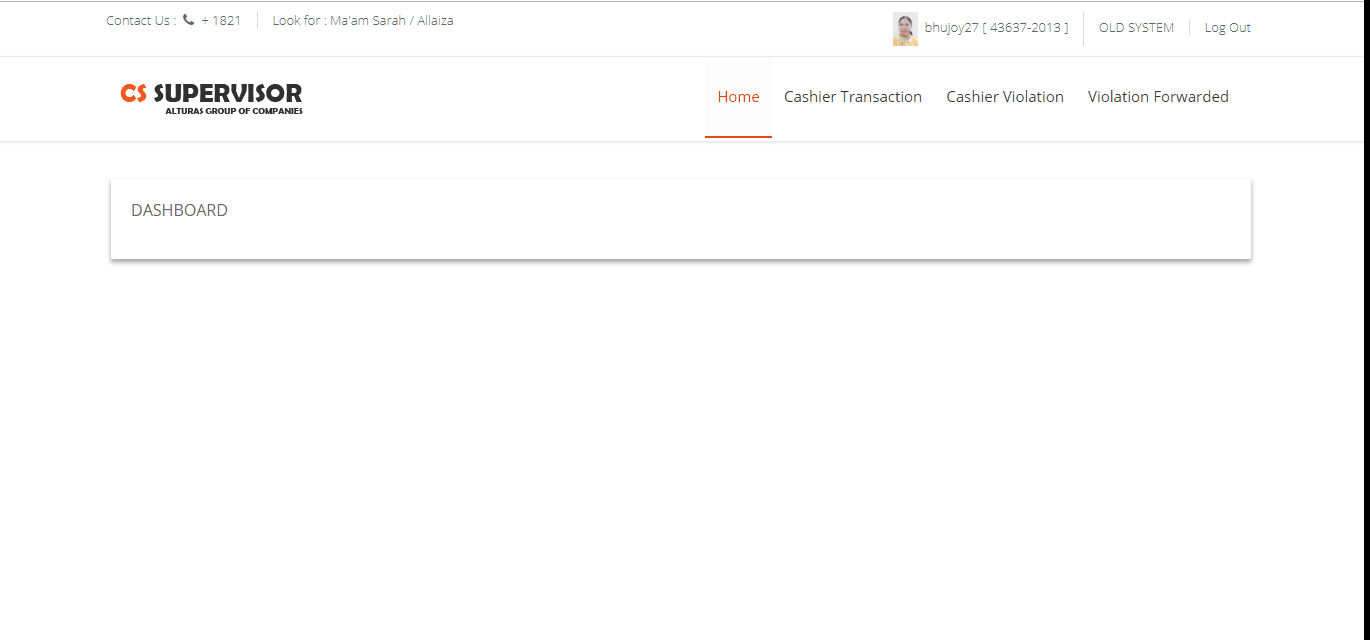 Contact Us : + 1821 Look for : Ma'am Sarah / Allaiza
bhujoy27 [ 43637-2013 ] OLD SYSTEM Log Out
CS SUPERVISOR
ALTURAS GROUP OF COMPANIES
Home Cashier Transaction Cashier Violation Violation Forwarded
DASHBOARD